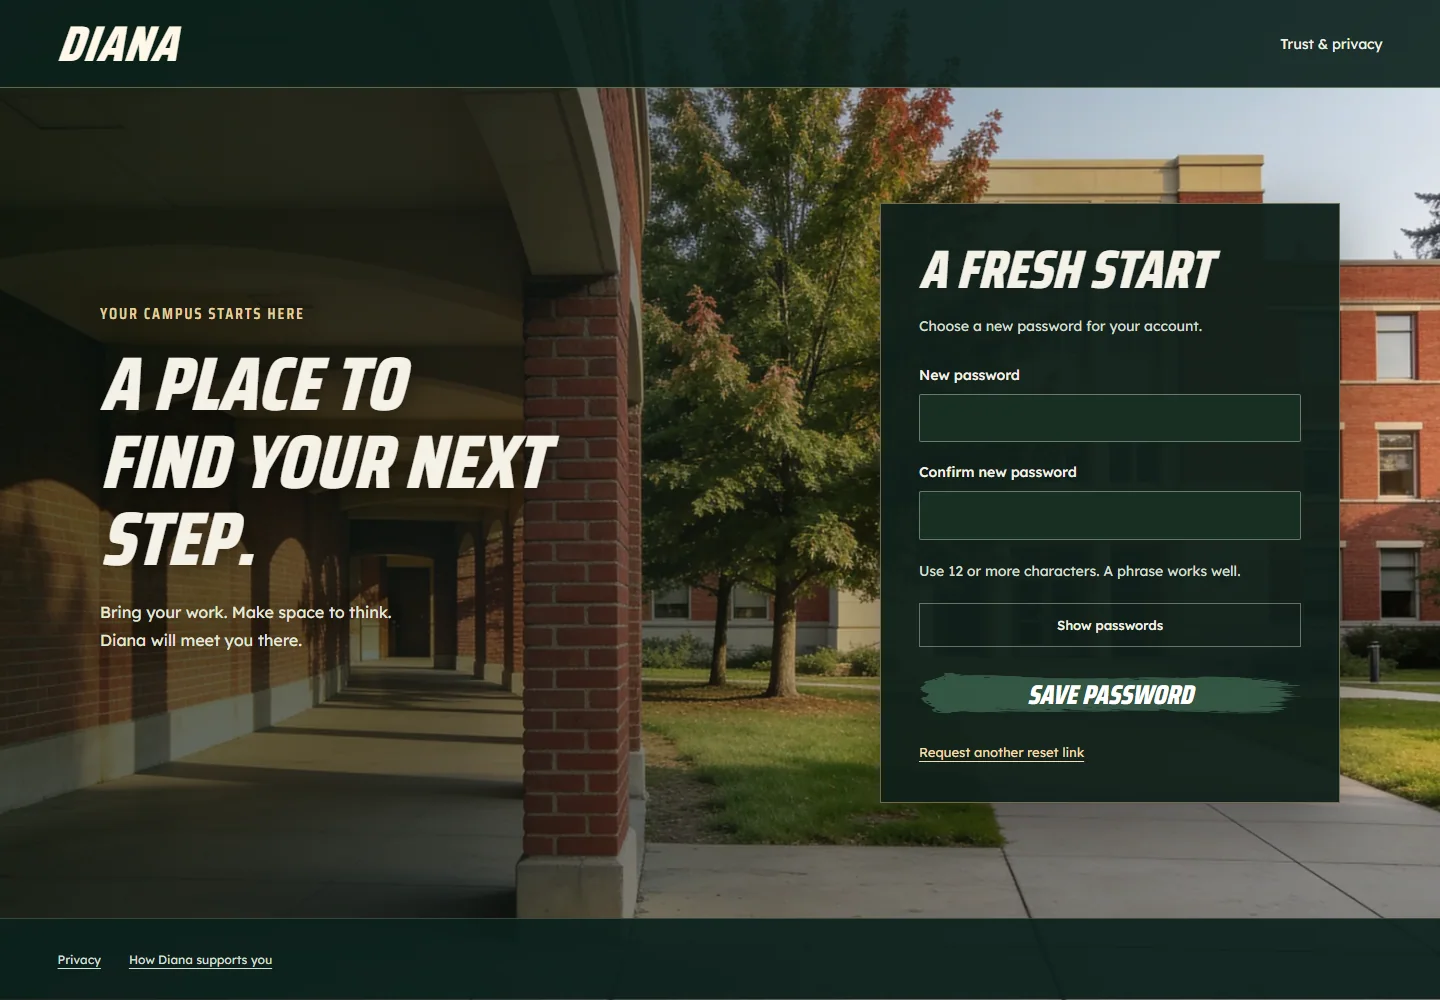 DIANA
Trust & privacy
YOUR CAMPUS STARTS HERE
A PLACE TO
FIND YOUR NEXT
STEP.
Bring your work. Make space to think.
Diana will meet you there.
A FRESH START
Choose a new password for your account.
New password
Confirm new password
Use 12 or more characters. A phrase works well.
Show passwords
SAVE PASSWORD
Request another reset link
Privacy
How Diana supports you